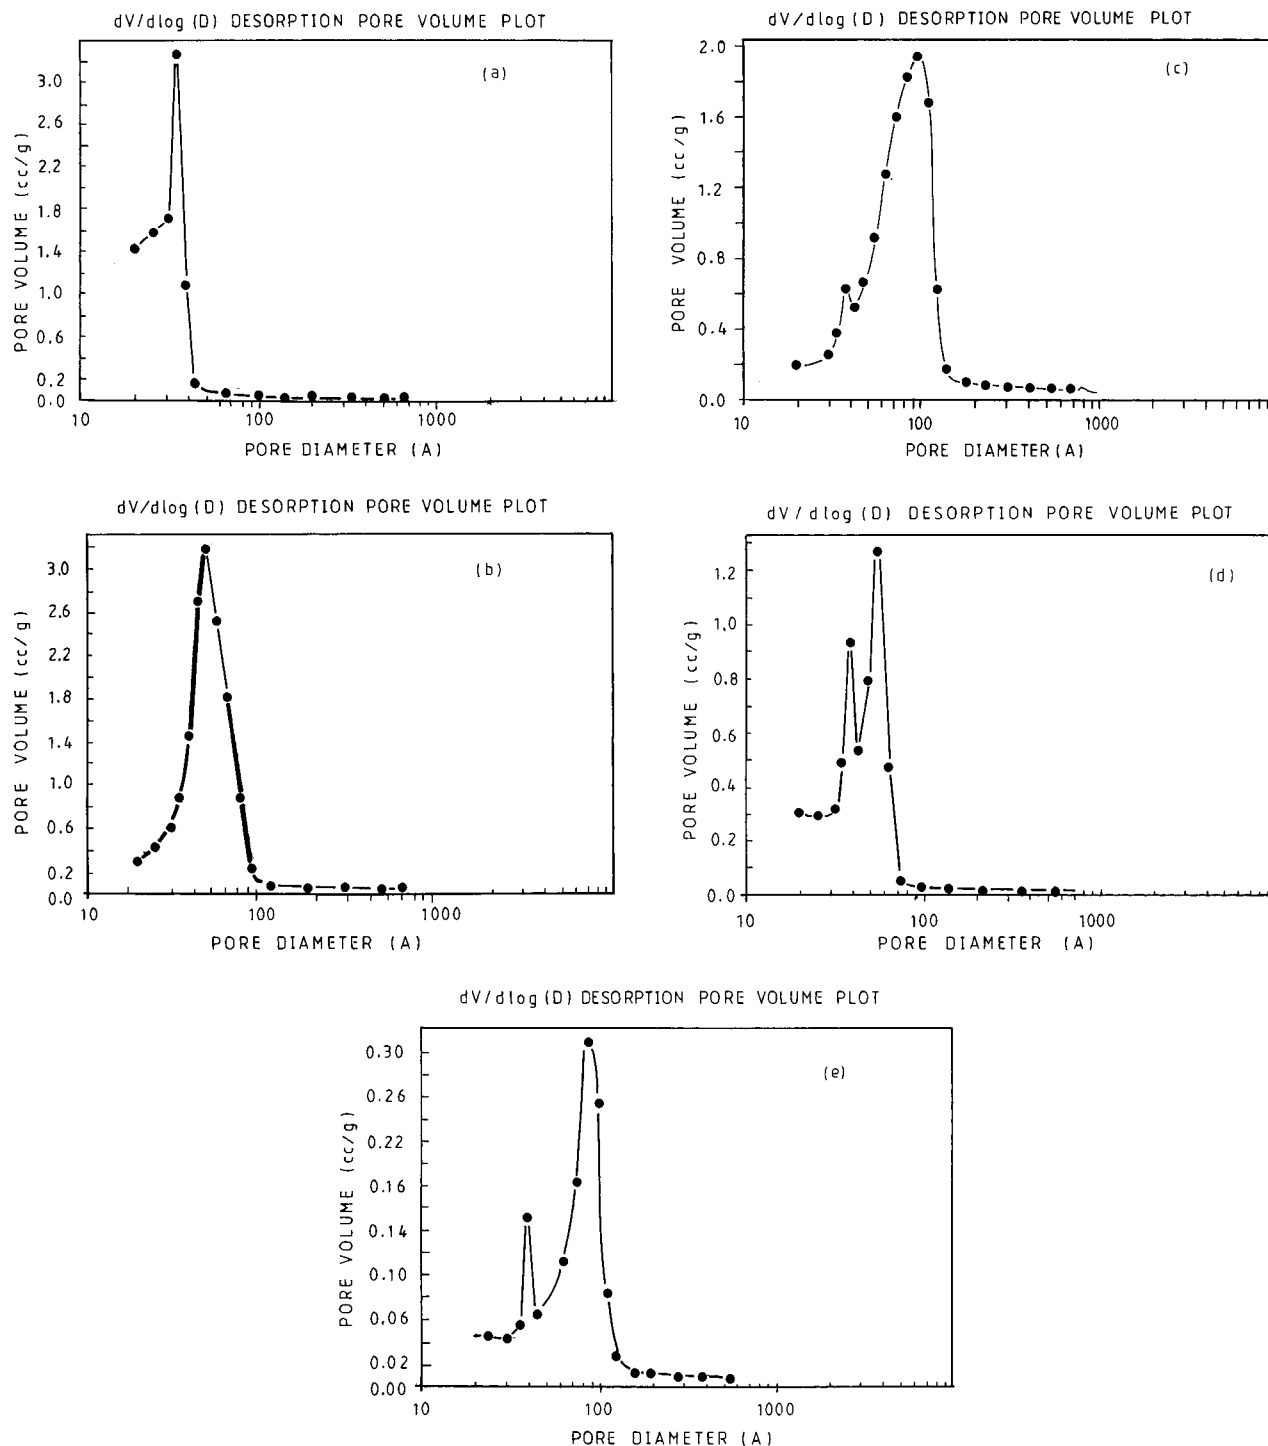 dV/dlog(D) DESORPTION PORE VOLUME PLOT
(a)
PORE VOLUME (cc/g)
3.0
2.6
2.2
1.8
1.4
1.0
0.6
0.2
0.0
10 100 1000
PORE DIAMETER (A)
dV/dlog(D) DESORPTION PORE VOLUME PLOT
(c)
PORE VOLUME (cc/g)
2.0
1.6
1.2
0.8
0.4
0.0
10 100 1000
PORE DIAMETER (A)
dV/dlog(D) DESORPTION PORE VOLUME PLOT
(b)
PORE VOLUME (cc/g)
3.0
2.6
2.2
1.8
1.4
1.0
0.6
0.2
0.0
10 100 1000
PORE DIAMETER (A)
dV/dlog(D) DESORPTION PORE VOLUME PLOT
(d)
PORE VOLUME (cc/g)
1.2
1.0
0.8
0.6
0.4
0.2
0.0
10 100 1000
PORE DIAMETER (A)
dV/dlog(D) DESORPTION PORE VOLUME PLOT
(e)
PORE VOLUME (cc/g)
0.30
0.26
0.22
0.16
0.14
0.10
0.06
0.02
0.00
10 100 1000
PORE DIAMETER (A)